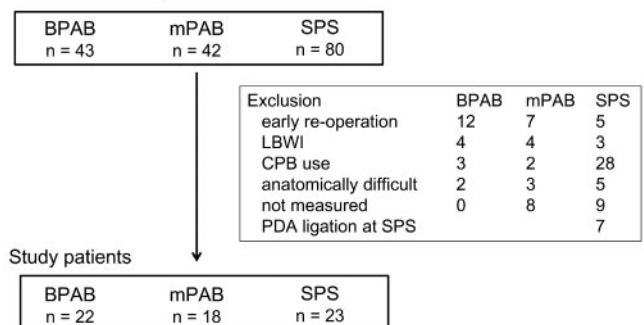 BPAB mPAB SPS
n = 43 n = 42 n = 80
Exclusion BPAB mPAB SPS
early re-operation 12 7 5
LBWI 4 4 3
CPB use 3 2 28
anatomically difficult 2 3 5
not measured 0 8 9
PDA ligation at SPS 7
Study patients
BPAB mPAB SPS
n = 22 n = 18 n = 23